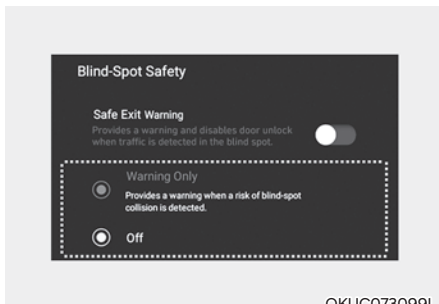 Blind-Spot Safety
Safe Exit Warning
Provides a warning and disables door unlock
when traffic is detected in the blind spot.
Warning Only
Provides a warning when a risk of blind-spot
collision is detected.
Off